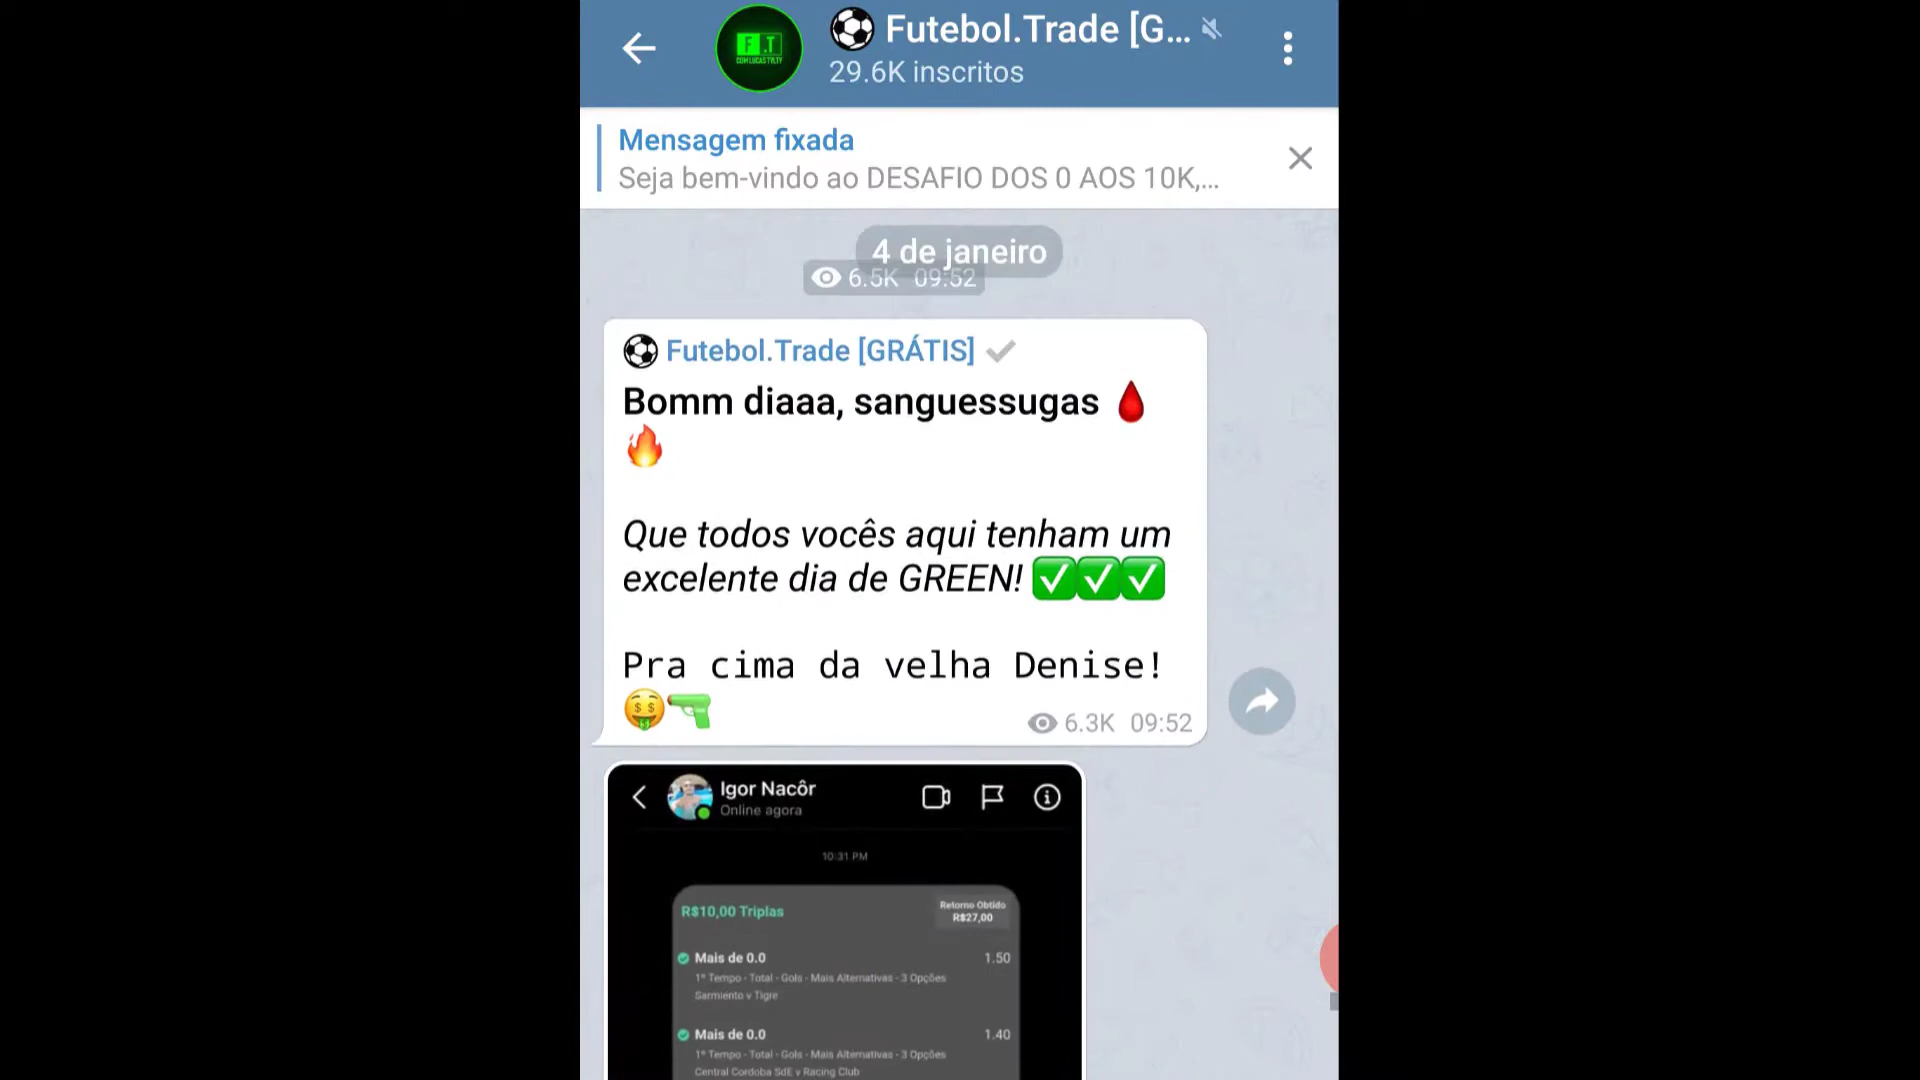 Futebol.Trade [G...
29.6K inscritos
F.T
Mensagem fixada
Seja bem-vindo ao DESAFIO DOS 0 AOS 10K,...
4 de janeiro
6.5K 09:52
Futebol.Trade [GRÁTIS]
Bomm diaaa, sanguessugas
Que todos vocês aqui tenham um
excelente dia de GREEN!
Pra cima da velha Denise!
6.3K 09:52
Igor Nacôr
Online agora
10:31 PM
R$10,00 Triplas
Retorno Obtido
R$27,00
Mais de 0.0 1.50
1º Tempo - Total - Gols - Mais Alternativas - 3 Opções
Sarmiento v Tigre
Mais de 0.0 1.40
1º Tempo - Total - Gols - Mais Alternativas - 3 Opções
Central Cordoba SdE v Racing Club